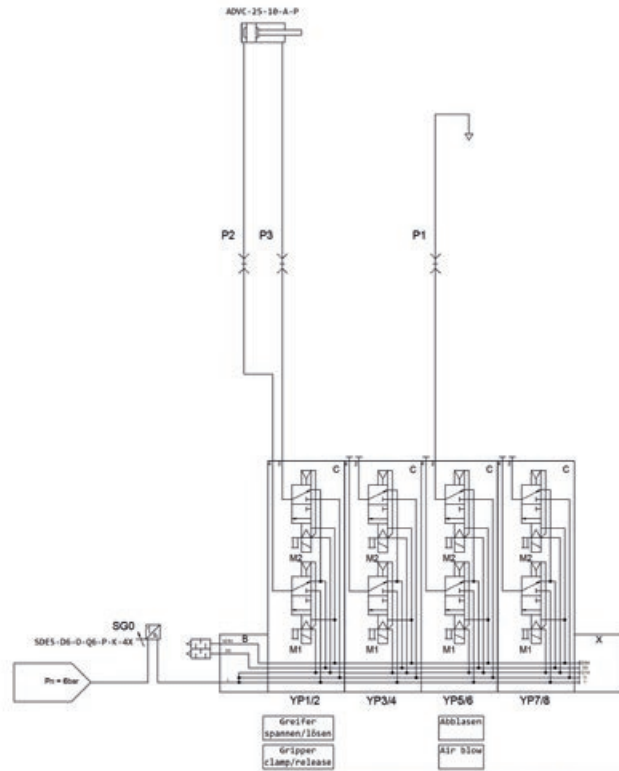 ADVC-25-10-A-P
P2
P3
P1
C
C
C
C
M2
M2
M2
M2
M1
M1
M1
M1
SG0
SDE5-D6-O-Q6-P-K-4X
B
X
Pn = 6bar
YP1/2
YP3/4
YP5/6
YP7/8
Greifer
spannen/lösen
Abblasen
Gripper
clamp/release
Air blow